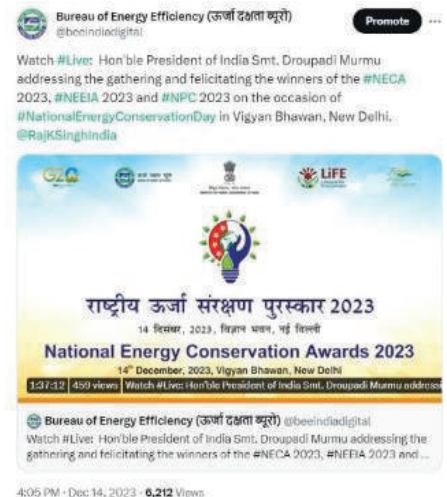 Bureau of Energy Efficiency (ऊर्जा दक्षता ब्यूरो)
@beeindiadigital
Promote
Watch #Live: Hon'ble President of India Smt. Droupadi Murmu
addressing the gathering and felicitating the winners of the #NECA
2023, #NEEIA 2023 and #NPC 2023 on the occasion of
#NationalEnergyConservationDay in Vigyan Bhawan, New Delhi.
@RajKSinghIndia
LiFE
राष्ट्रीय ऊर्जा संरक्षण पुरस्कार 2023
14 दिसंबर, 2023, विज्ञान भवन, नई दिल्ली
National Energy Conservation Awards 2023
14th December, 2023, Vigyan Bhawan, New Delhi
1:37:12 459 views Watch #Live: Hon'ble President of India Smt. Droupadi Murmu addressi
Bureau of Energy Efficiency (ऊर्जा दक्षता ब्यूरो) @beeindiadigital
Watch #Live: Hon'ble President of India Smt. Droupadi Murmu addressing the
gathering and felicitating the winners of the #NECA 2023, #NEEIA 2023 and ...
4:05 PM · Dec 14, 2023 · 6,212 Views